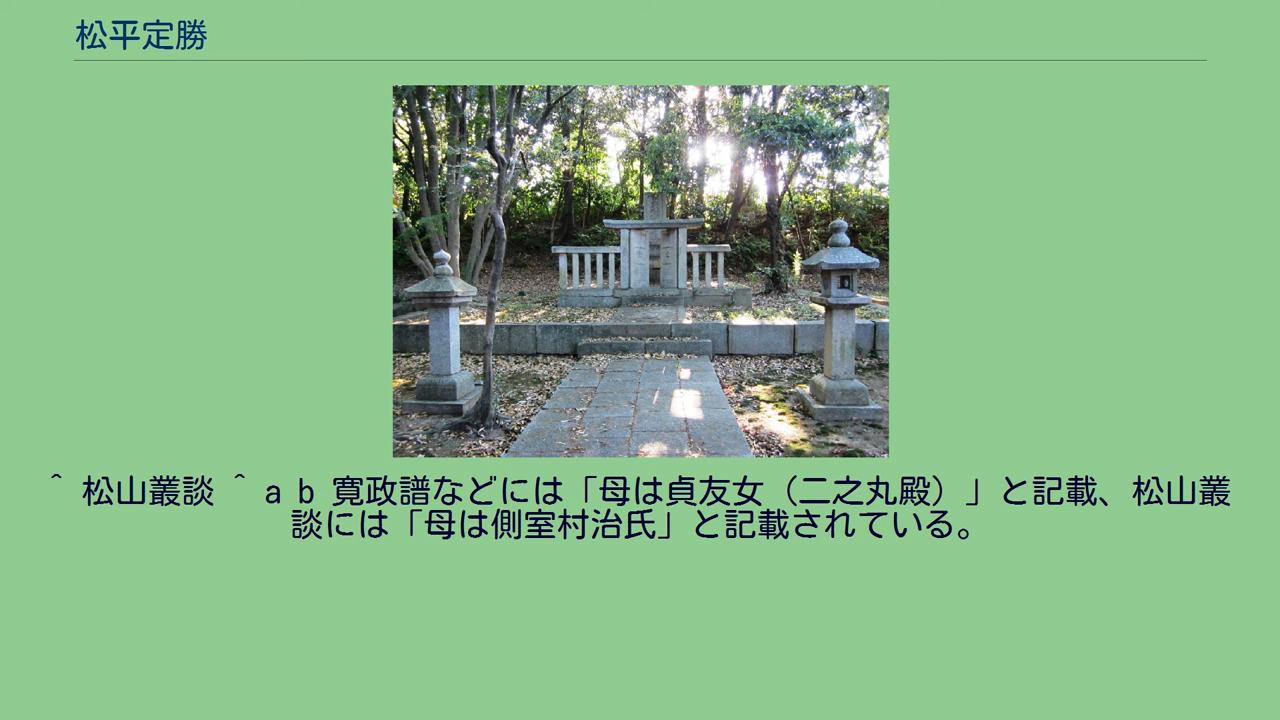 松平定勝
^ 松山叢談 ^ a b 寛政譜などには「母は貞友女（二之丸殿）」と記載、松山叢
談には「母は側室村治氏」と記載されている。